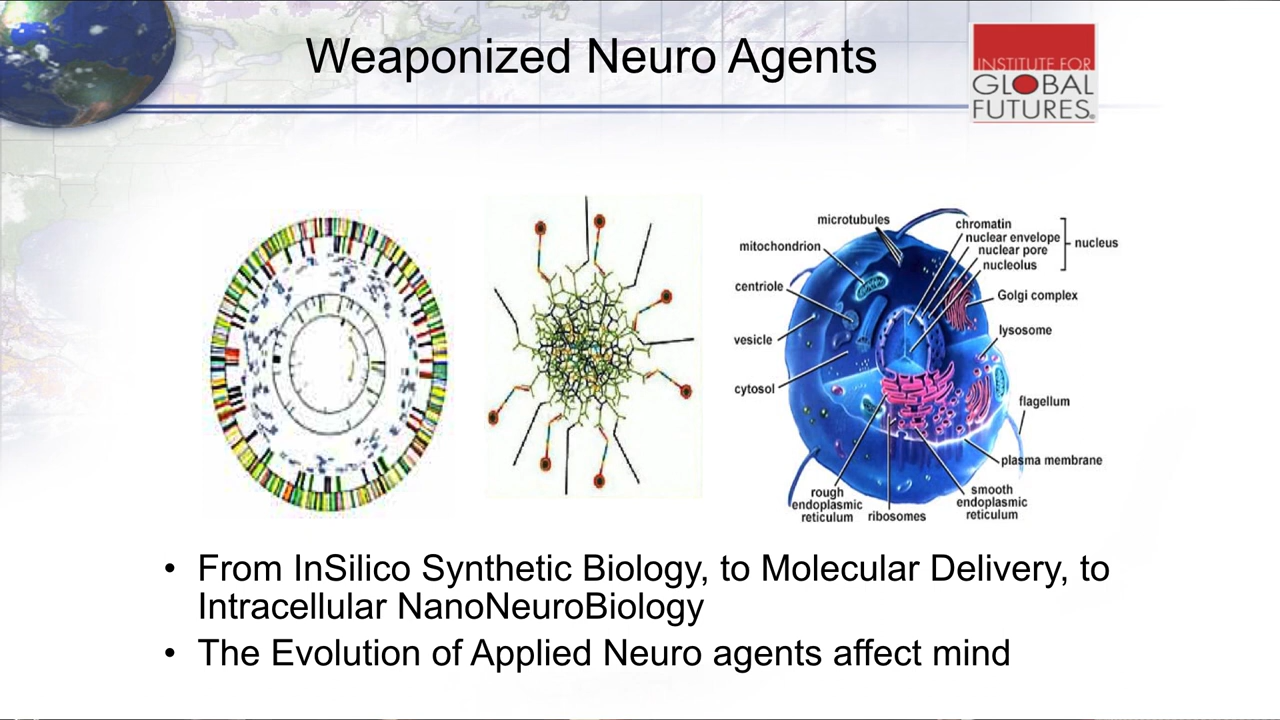 Weaponized Neuro Agents
INSTITUTE FOR
GLOBAL
FUTURES®
microtubules
chromatin
nuclear envelope
nucleus
nuclear pore
mitochondrion
nucleolus
centriole
Golgi complex
lysosome
vesicle
cytosol
flagellum
plasma membrane
rough
endoplasmic
reticulum
ribosomes
smooth
endoplasmic
reticulum
• From InSilico Synthetic Biology, to Molecular Delivery, to
Intracellular NanoNeuroBiology
• The Evolution of Applied Neuro agents affect mind